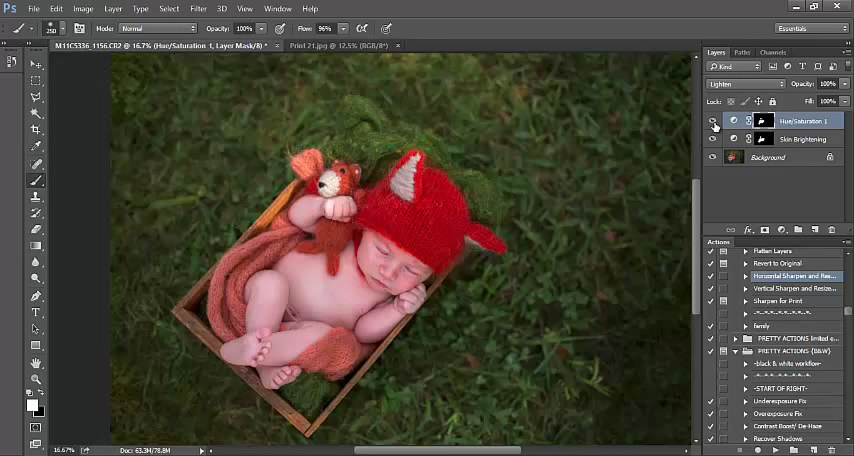 Ps File Edit Image Layer Type Select Filter 3D View Window Help
250 Mode: Normal Opacity: 100% Flow: 96% Essentials
M11C5336_1156.CR2 @ 16.7% (Hue/Saturation 1, Layer Mask/8) * × Print 21.jpg @ 12.5% (RGB/8*) ×
Layers Paths Channels
Kind
Lighten Opacity: 100%
Lock: Fill: 100%
Hue/Saturation 1
Skin Brightening
Background
fx
Actions
Flatten Layers
Revert to Original
Horizontal Sharpen and Res...
Vertical Sharpen and Resize...
Sharpen for Print
-*-*-*-*-*-*-*-
family
PRETTY ACTIONS limited e...
PRETTY ACTIONS {B&W}
-black & white workflow-
-*-*-*-*-*-*-*-
-START OF RIGHT-
Underexposure Fix
Overexposure Fix
Contrast Boost/ De-Haze
Recover Shadows
16.67% Doc: 63.3M/78.8M